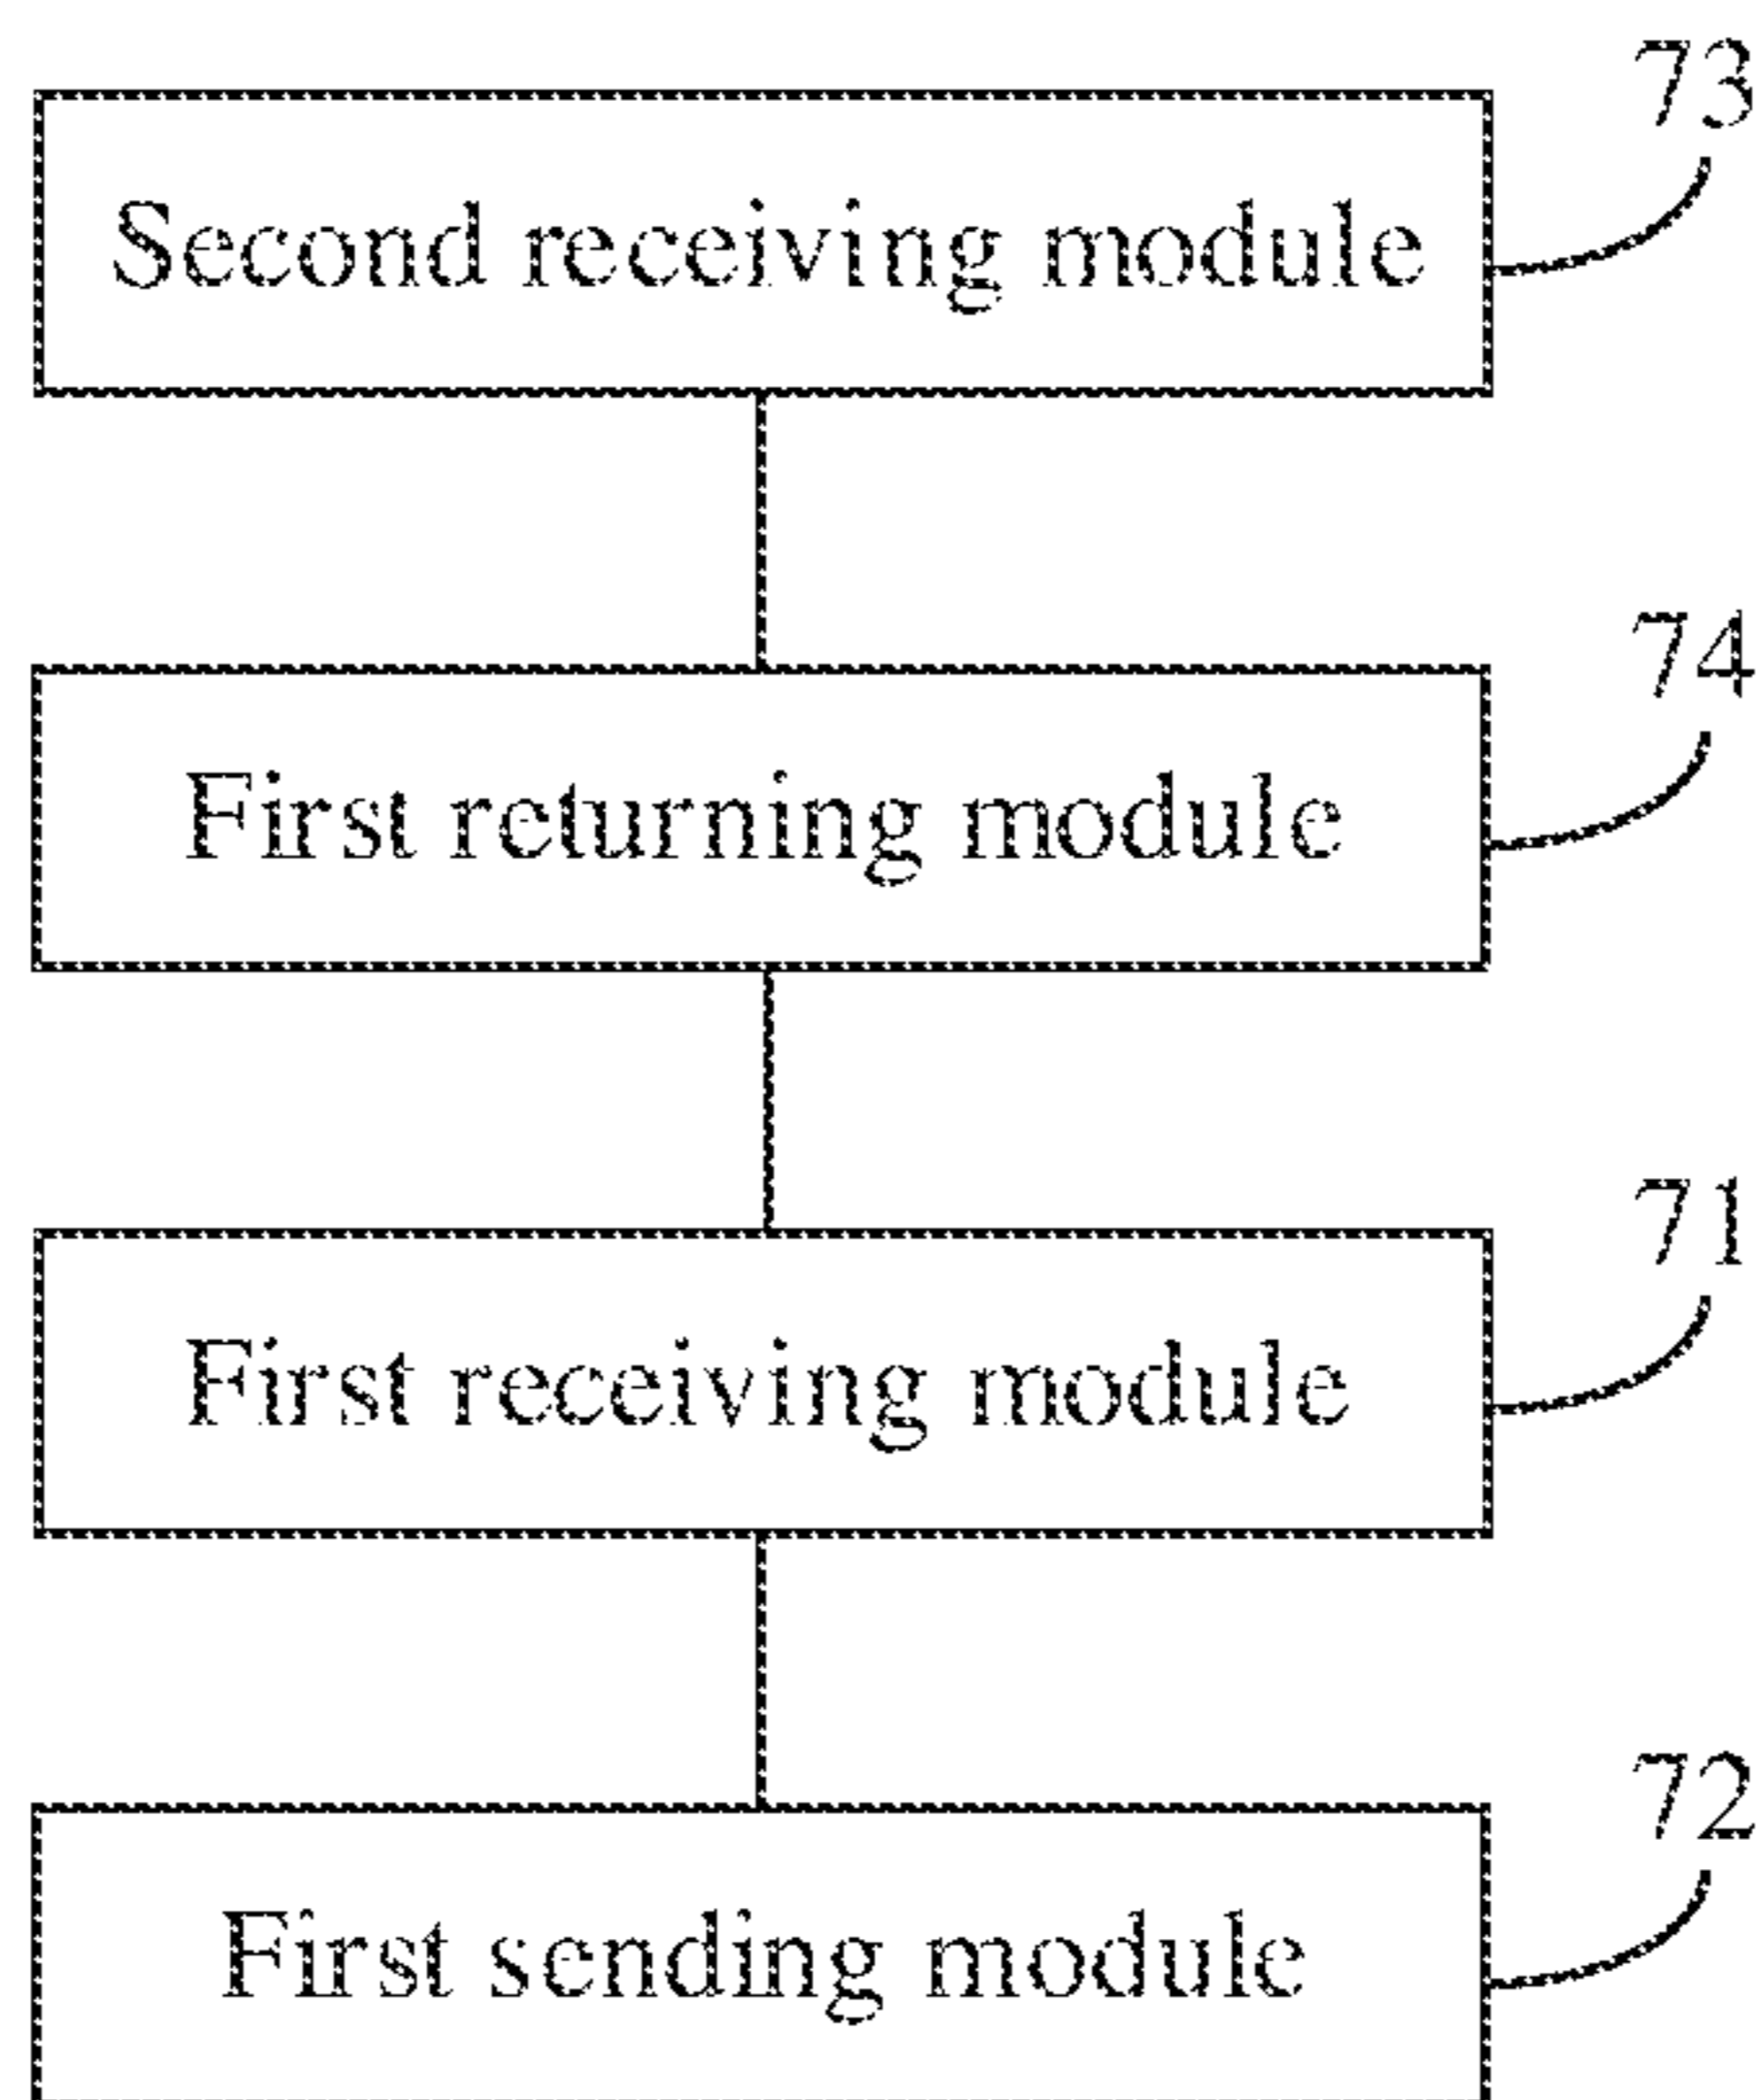 73
Second receiving module
74
First returning module
71
First receiving module
72
First sending module